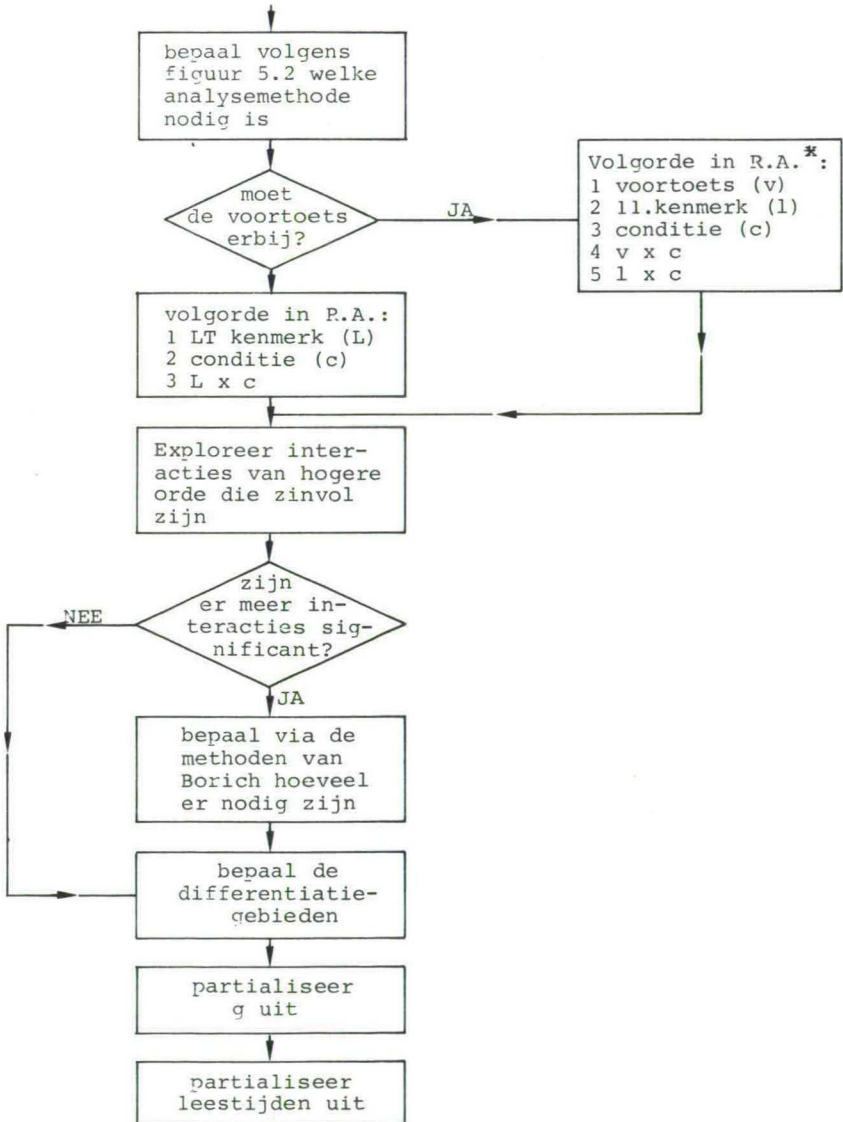 bepaal volgens
figuur 5.2 welke
analysemethode
nodig is
moet
de voortoets
erbij?
JA
Volgorde in R.A.*:
1 voortoets (v)
2 ll.kenmerk (l)
3 conditie (c)
4 v x c
5 l x c
volgorde in R.A.:
1 LT kenmerk (L)
2 conditie (c)
3 L x c
Exploreer inter-
acties van hogere
orde die zinvol
zijn
zijn
er meer in-
teracties sig-
nificant?
NEE
JA
bepaal via de
methoden van
Borich hoeveel
er nodig zijn
bepaal de
differentiatie-
gebieden
partialiseer
g uit
partialiseer
leestijden uit